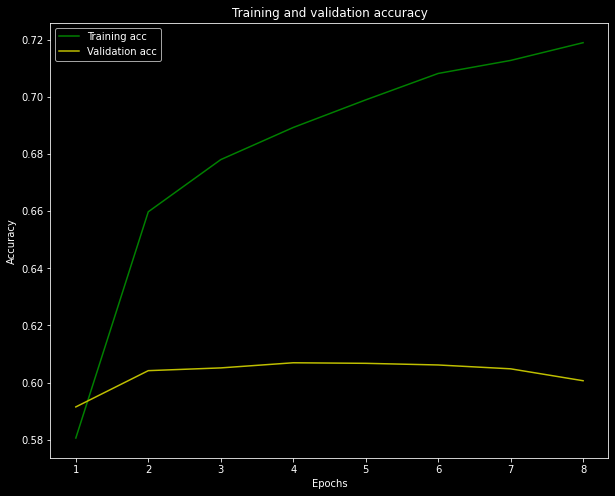 Training and validation accuracy
Training acc
Validation acc
0.72
0.70
0.68
0.66
0.64
0.62
0.60
0.58
Accuracy
1 2 3 4 5 6 7 8
Epochs